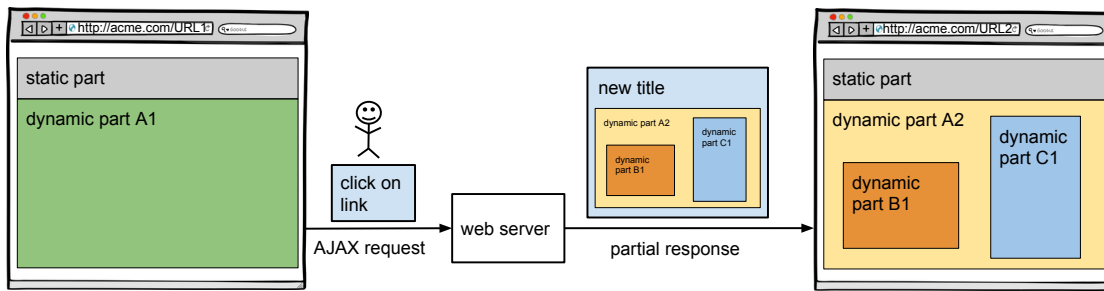 http://acme.com/URL1
static part
dynamic part A1
click on
link
AJAX request
web server
new title
dynamic part A2
dynamic
part B1
dynamic
part C1
partial response
http://acme.com/URL2
static part
dynamic part A2
dynamic
part B1
dynamic
part C1